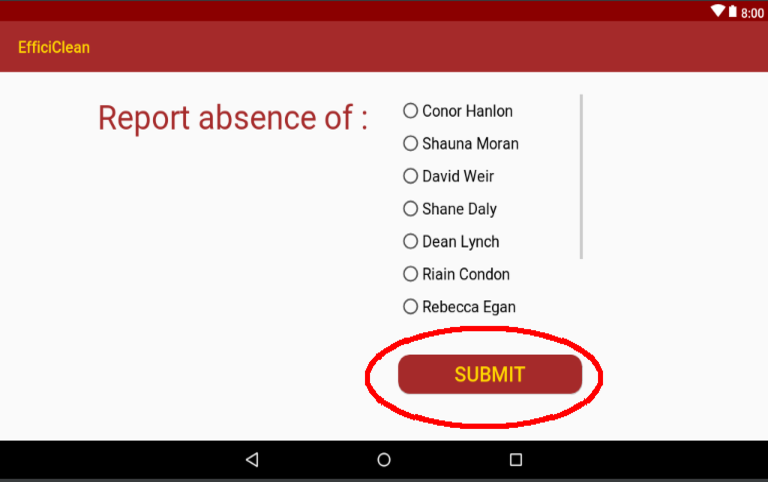 8:00
EfficiClean
Report absence of :
Conor Hanlon
Shauna Moran
David Weir
Shane Daly
Dean Lynch
Riain Condon
Rebecca Egan
SUBMIT